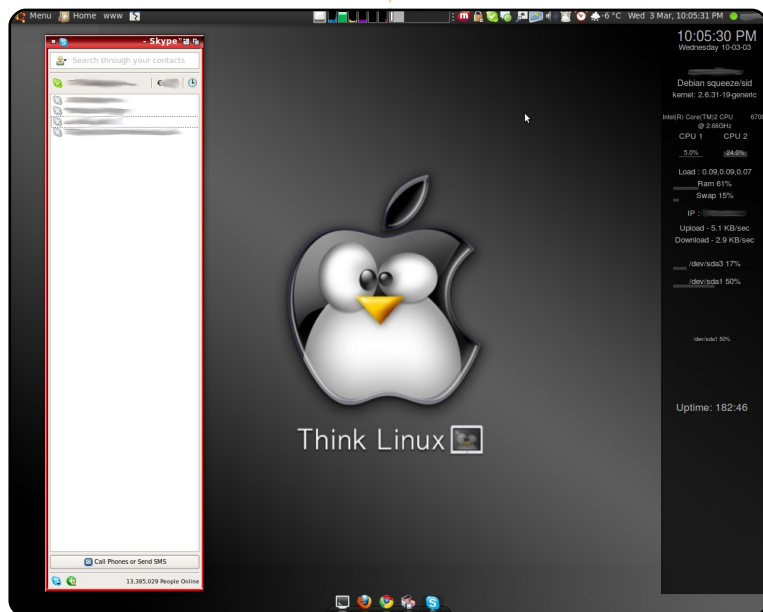 Menu Home www -6 °C Wed 3 Mar, 10:05:31 PM
- Skype™
Search through your contacts
€
Call Phones or Send SMS
13,385,029 People Online
Think Linux
10:05:30 PM
Wednesday 10-03-03
Debian squeeze/sid
kernel: 2.6.31-19-generic
Intel(R) Core(TM)2 CPU 6700
@ 2.66GHz
CPU 1 CPU 2
5.0% 24.0%
Load : 0.09,0.09,0.07
Ram 61%
Swap 15%
IP :
Upload - 5.1 KB/sec
Download - 2.9 KB/sec
/dev/sda3 17%
/dev/sda1 50%
/dev/sda1 50%
Uptime: 182:46